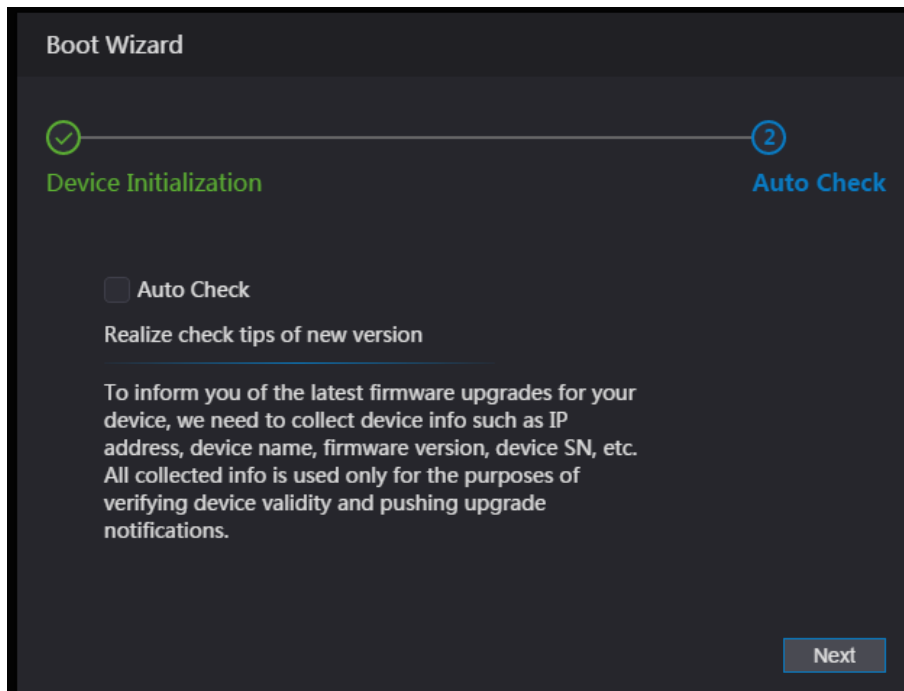 Boot Wizard
2
Device Initialization
Auto Check
Auto Check
Realize check tips of new version
To inform you of the latest firmware upgrades for your
device, we need to collect device info such as IP
address, device name, firmware version, device SN, etc.
All collected info is used only for the purposes of
verifying device validity and pushing upgrade
notifications.
Next